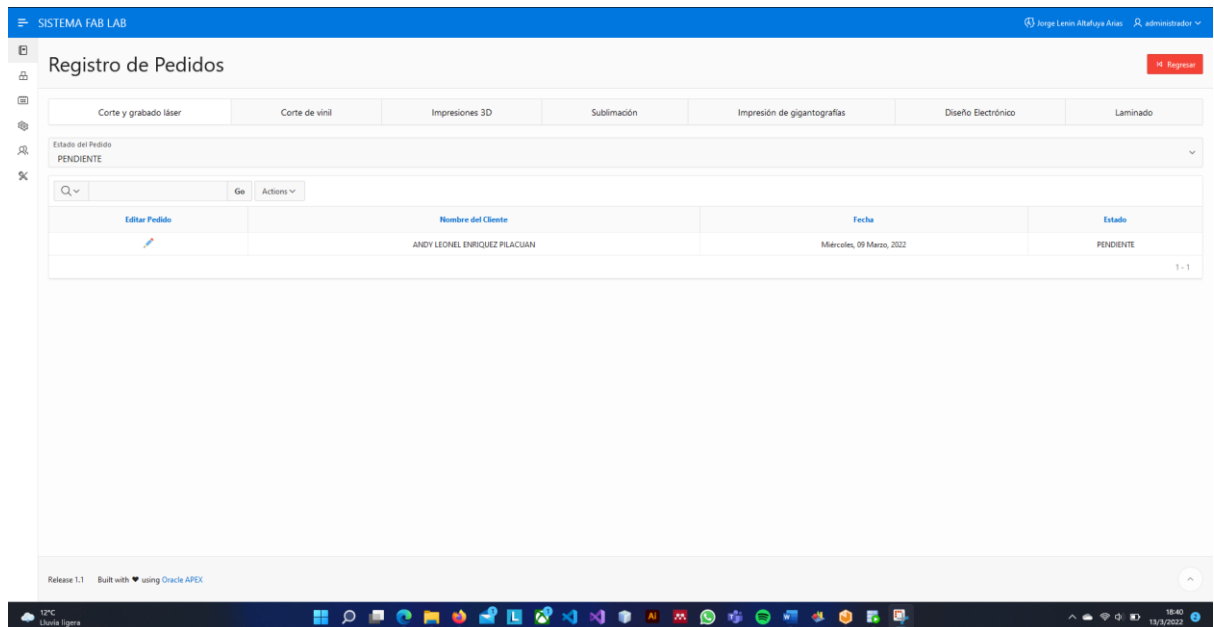 SISTEMA FAB LAB
Jorge Lenin Altafuya Arias administrador
Registro de Pedidos
Regresar
Corte y grabado láser Corte de vinil Impresiones 3D Sublimación Impresión de gigantografías Diseño Electrónico Laminado
Estado del Pedido
PENDIENTE
Go Actions
Editar Pedido Nombre del Cliente Fecha Estado
ANDY LEONEL ENRIQUEZ PILACUAN Miércoles, 09 Marzo, 2022 PENDIENTE
1 - 1
Release 1.1 Built with ♥ using Oracle APEX
12°C
Lluvia ligera
18:40
13/3/2022